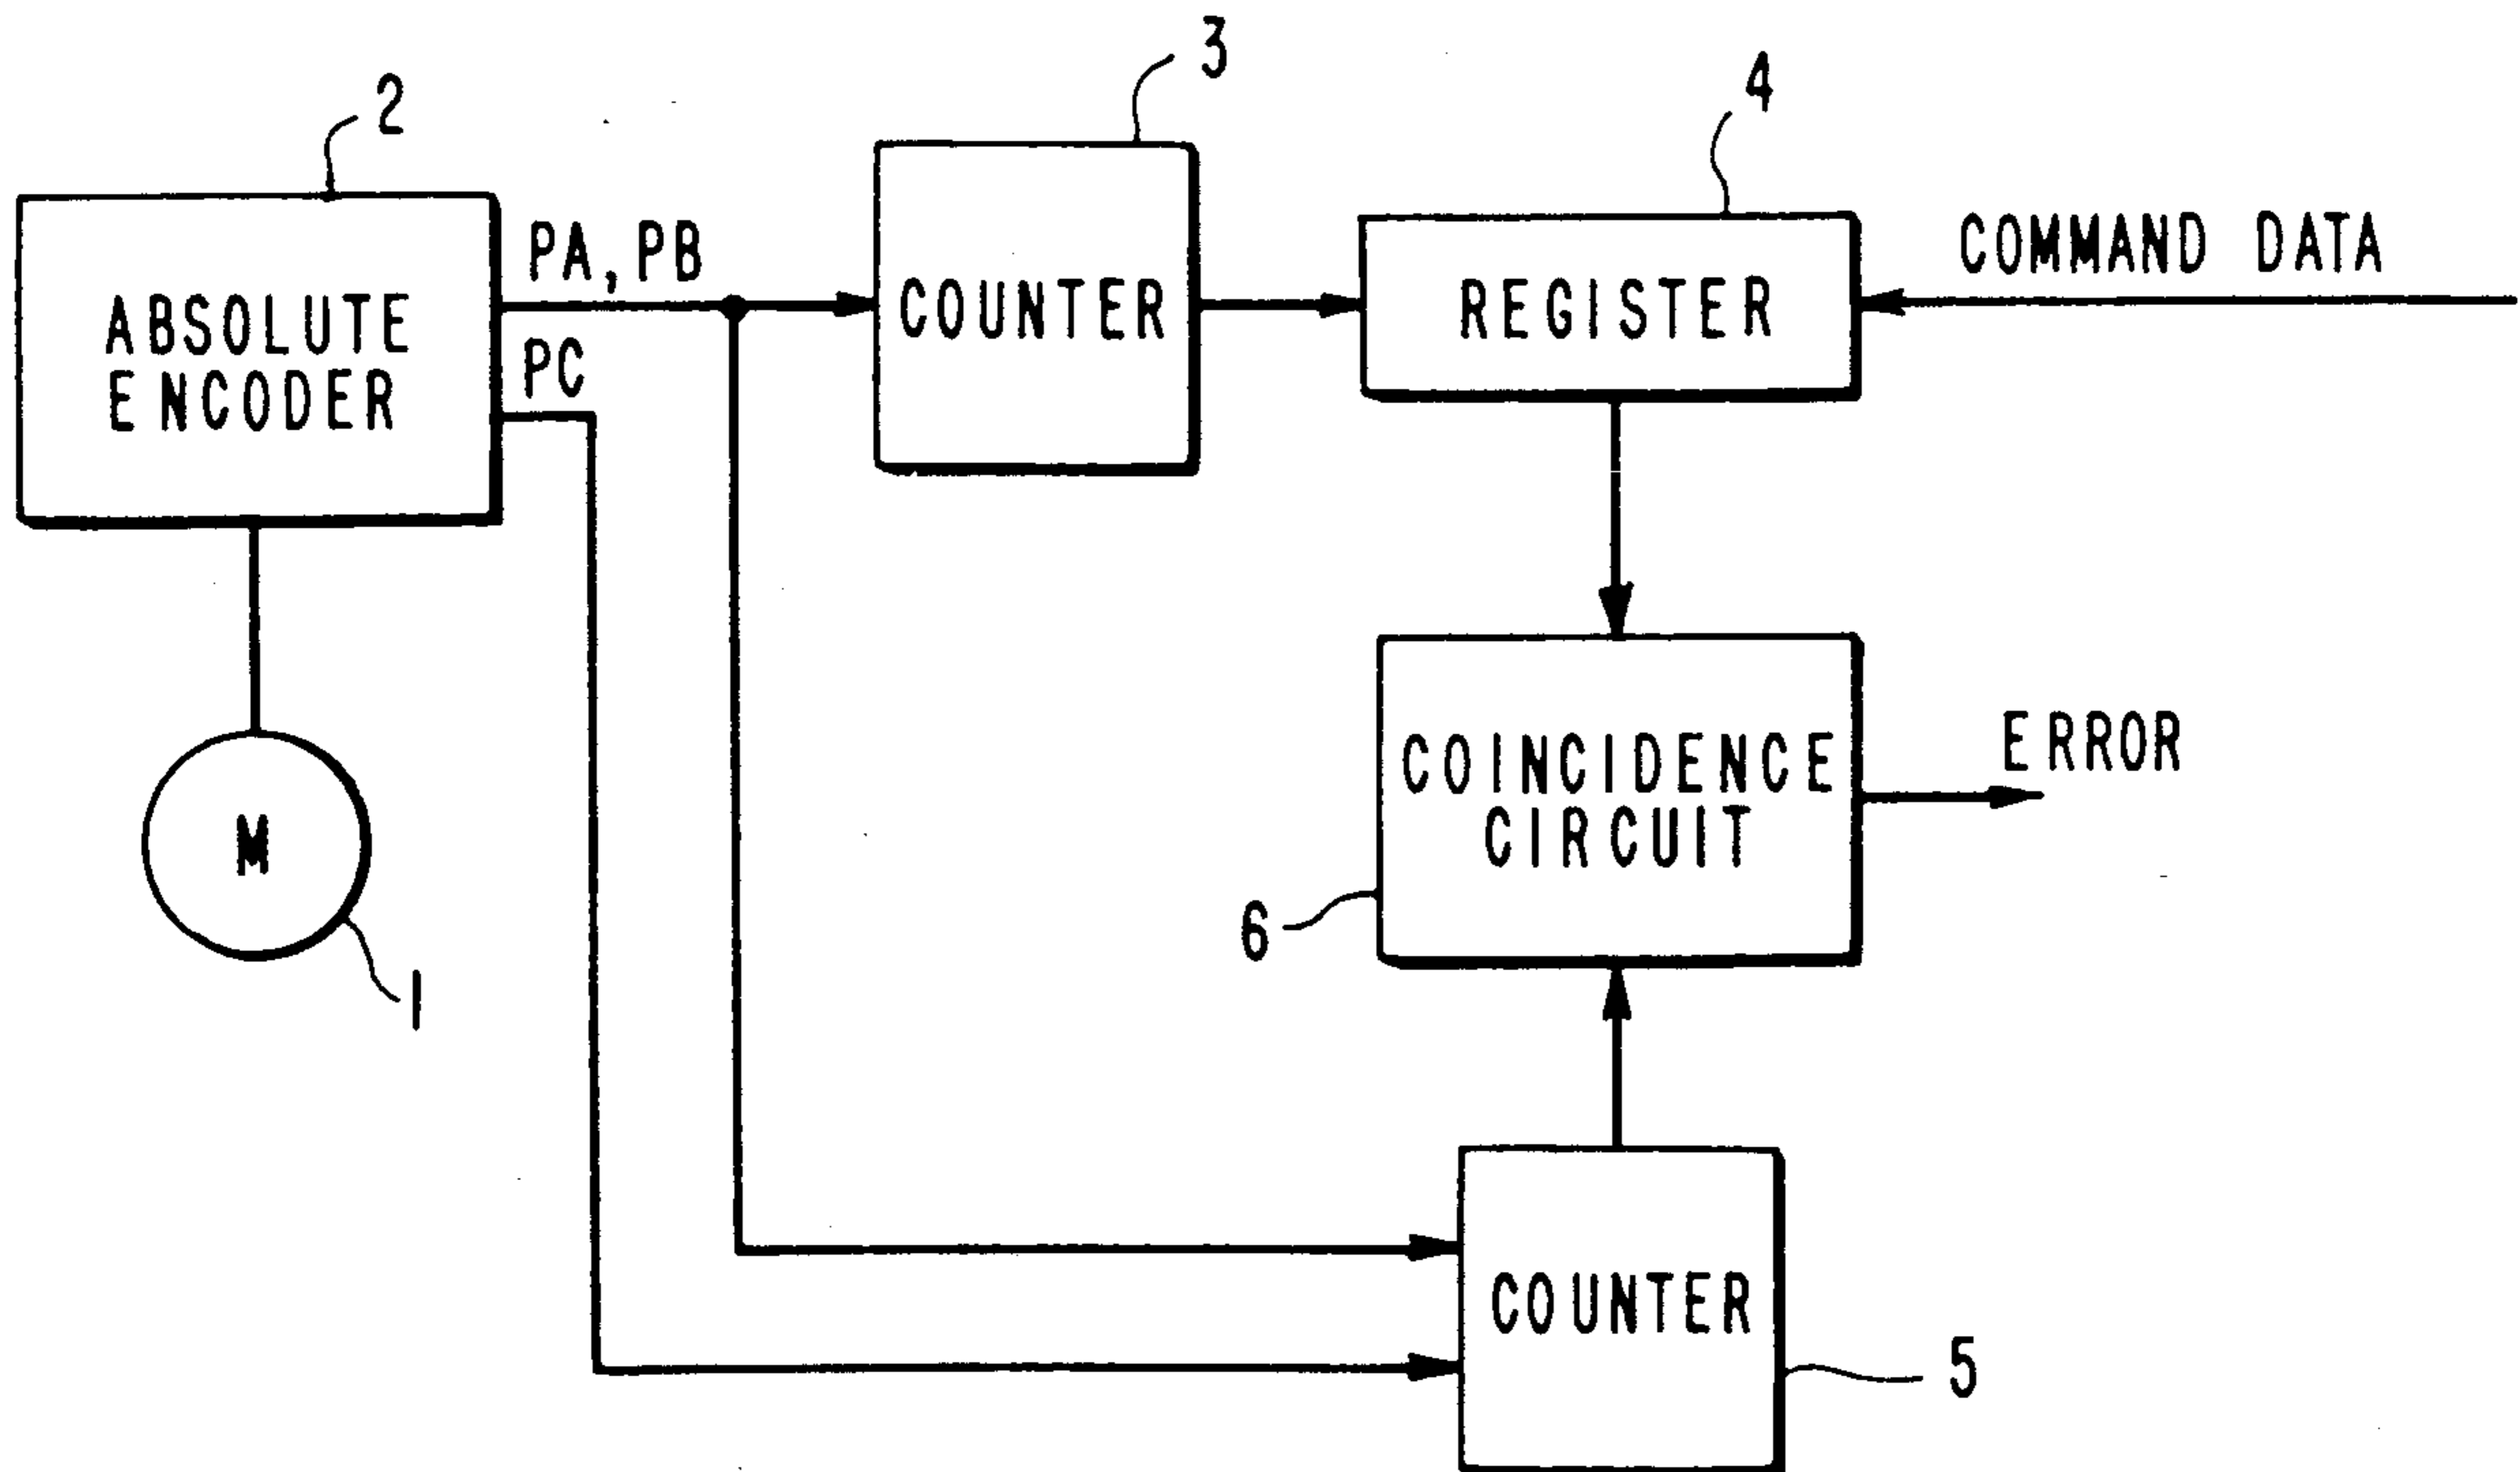 2
3
4
PA, PB
COMMAND DATA
ABSOLUTE
ENCODER
COUNTER
REGISTER
PC
ERROR
COINCIDENCE
CIRCUIT
M
6
1
COUNTER
5